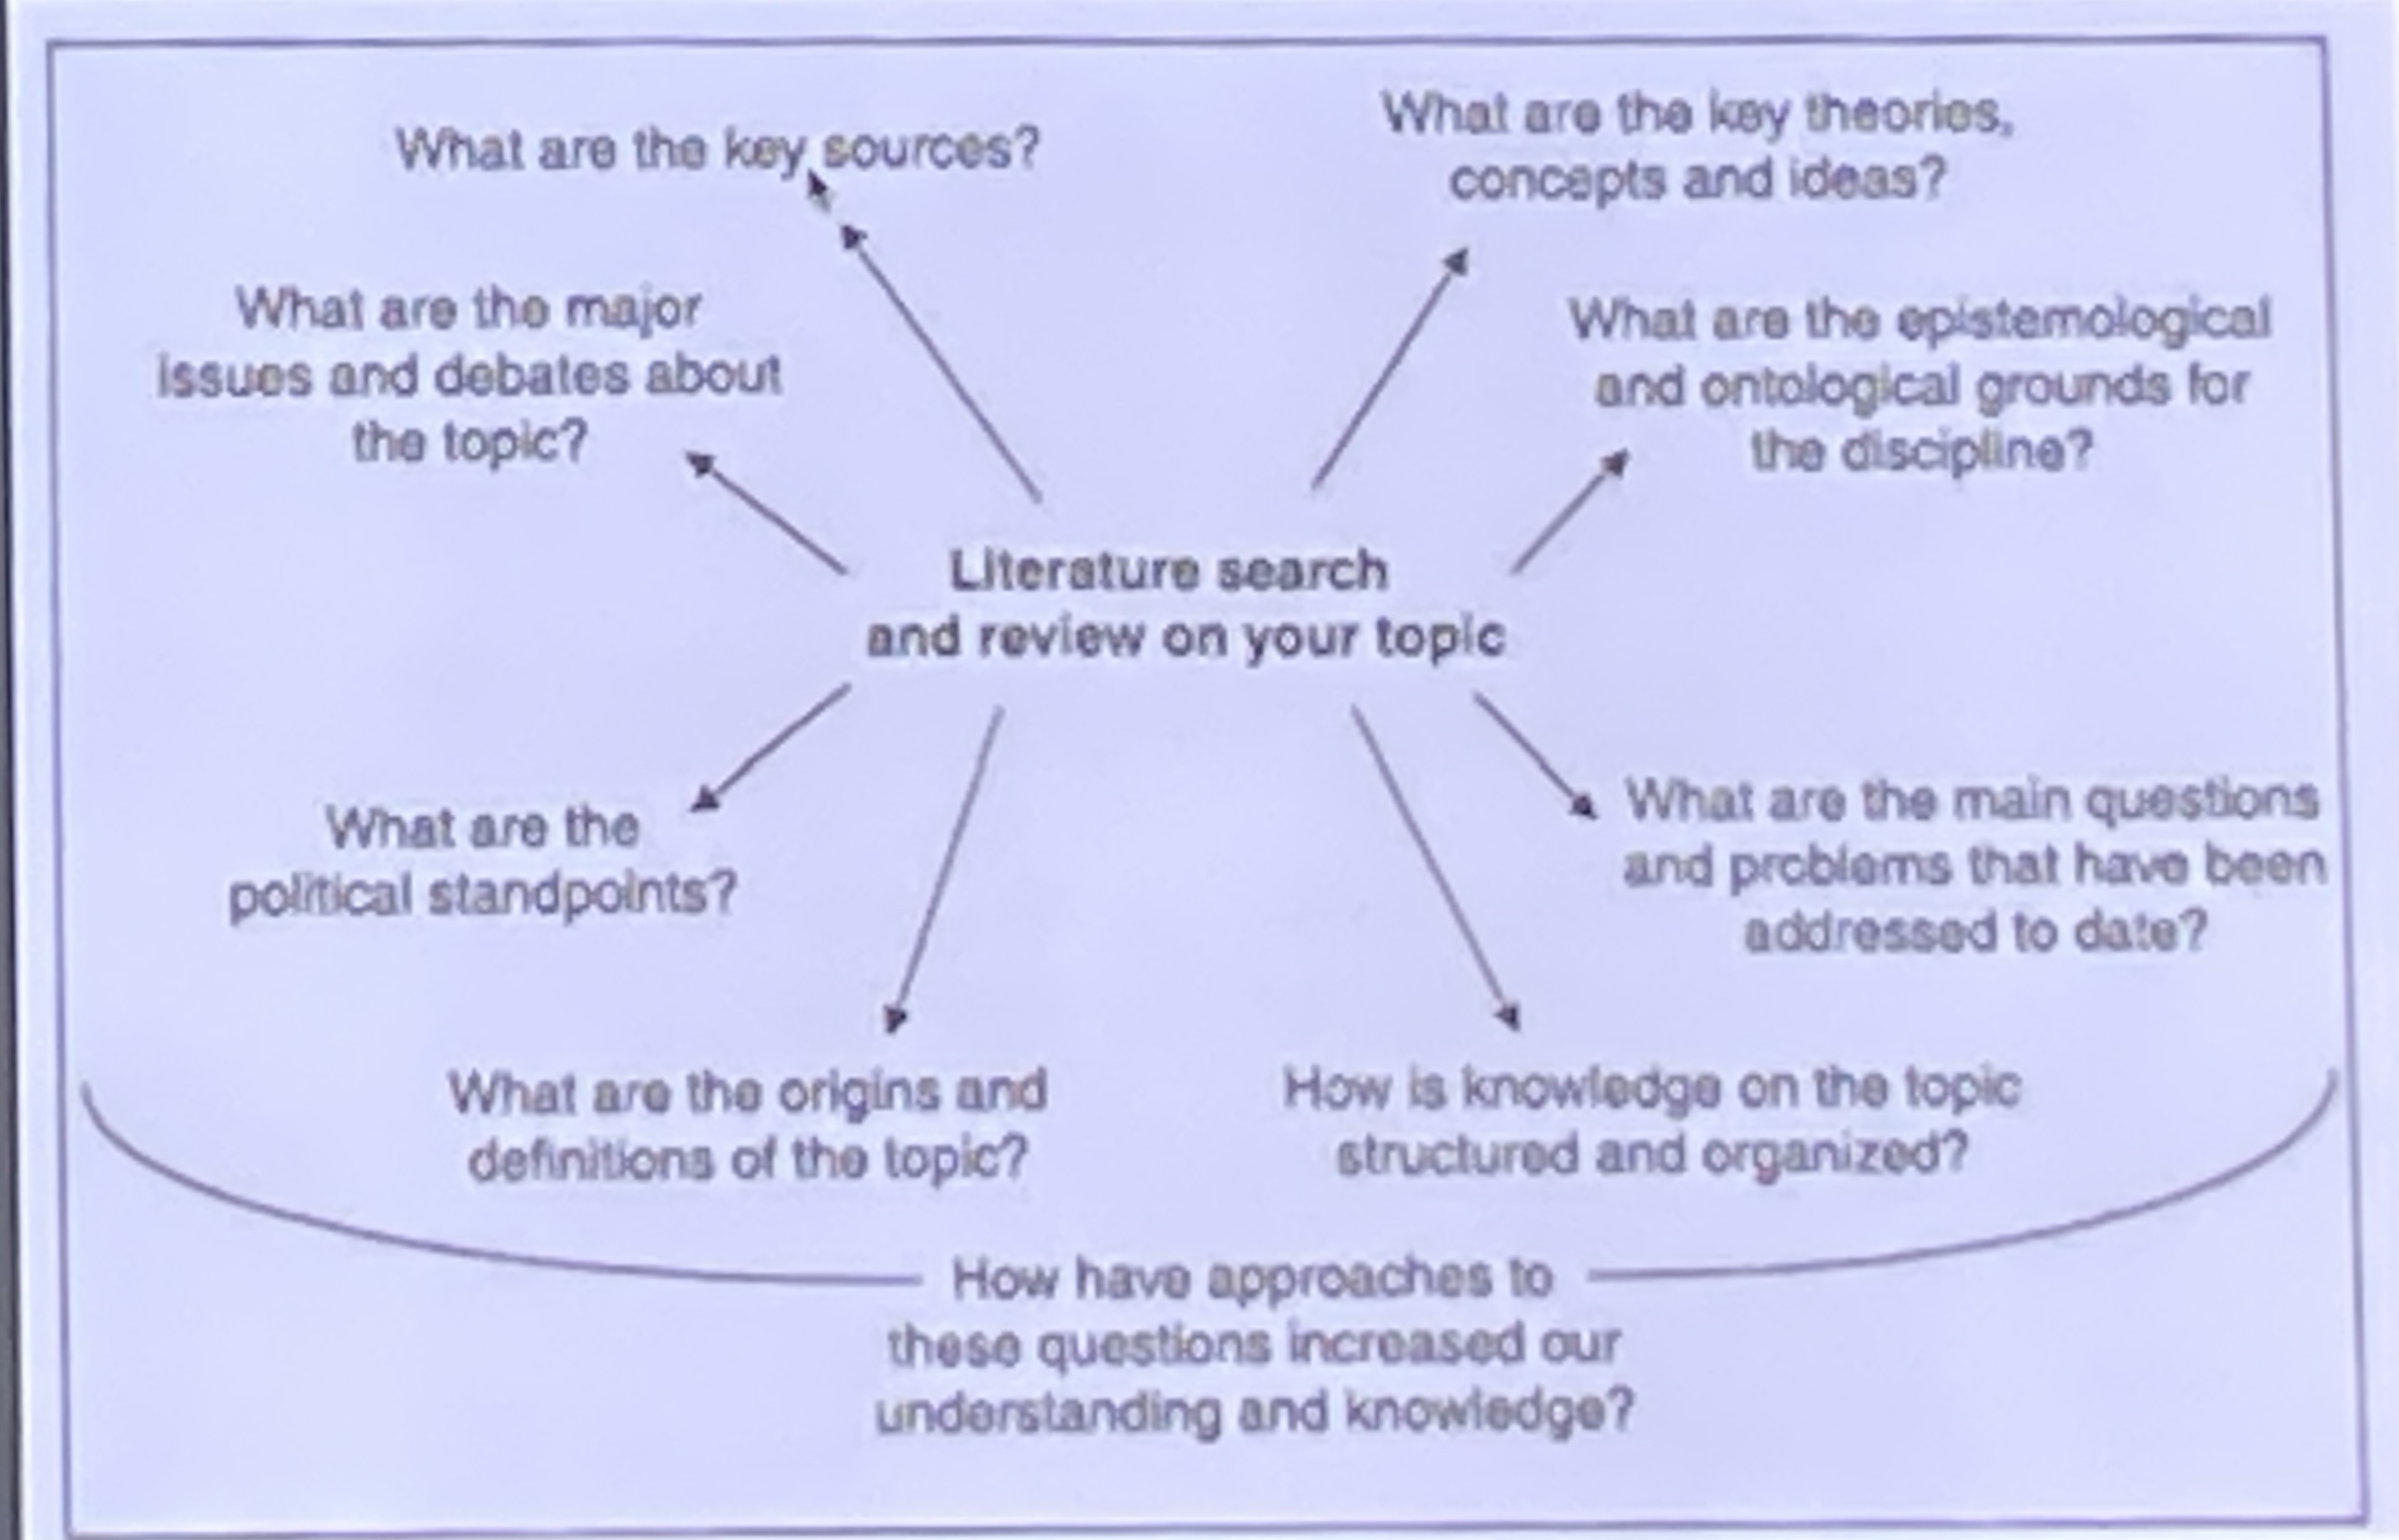 What are the key sources?
What are the key theories,
concepts and ideas?
What are the major
issues and debates about
the topic?
What are the epistemological
and ontological grounds for
the discipline?
Literature search
and review on your topic
What are the
political standpoints?
What are the main questions
and problems that have been
addressed to date?
What are the origins and
definitions of the topic?
How is knowledge on the topic
structured and organized?
How have approaches to
these questions increased our
understanding and knowledge?